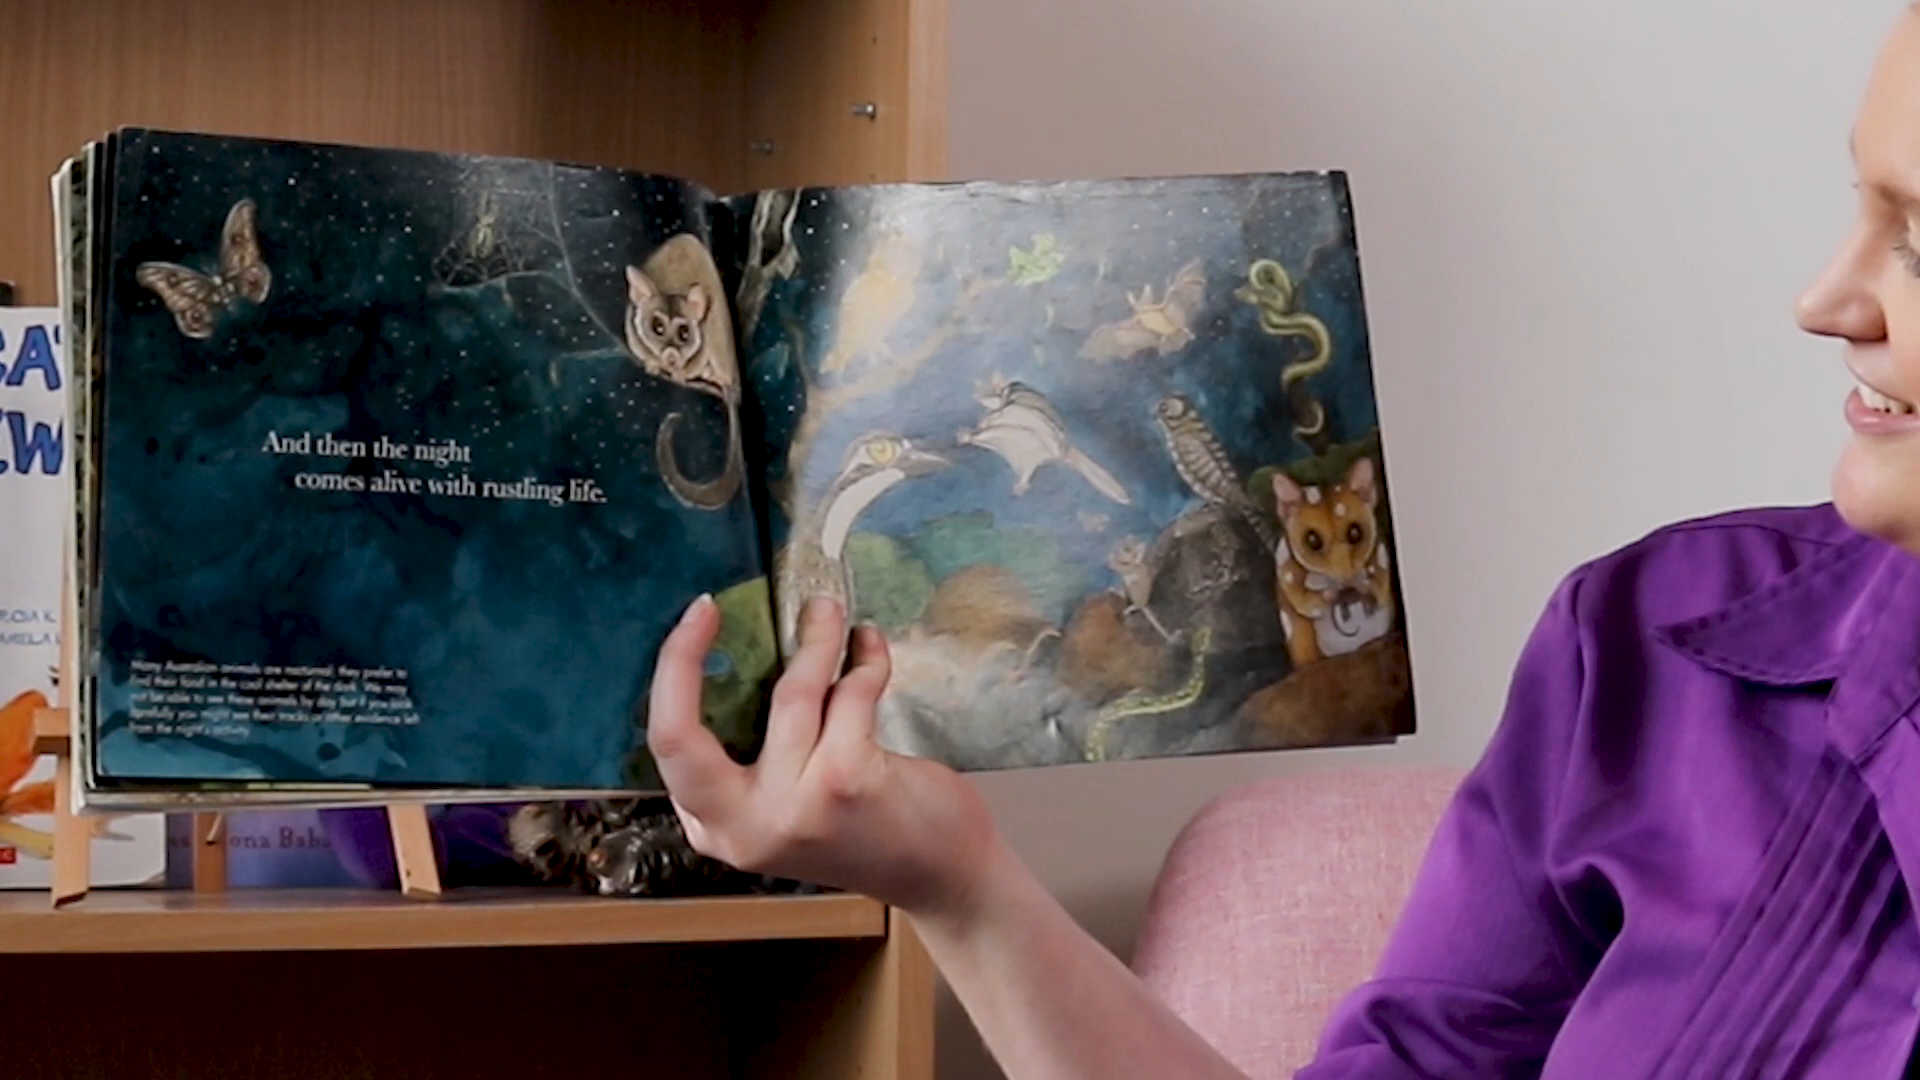 And then the night
comes alive with rustling life.
Many Australian animals are nocturnal: they prefer to
find their food in the cool shelter of the dark. We may
not be able to see these animals by day but if you look
carefully you might see their tracks or other evidence left
from the night's activity.
ona Baba